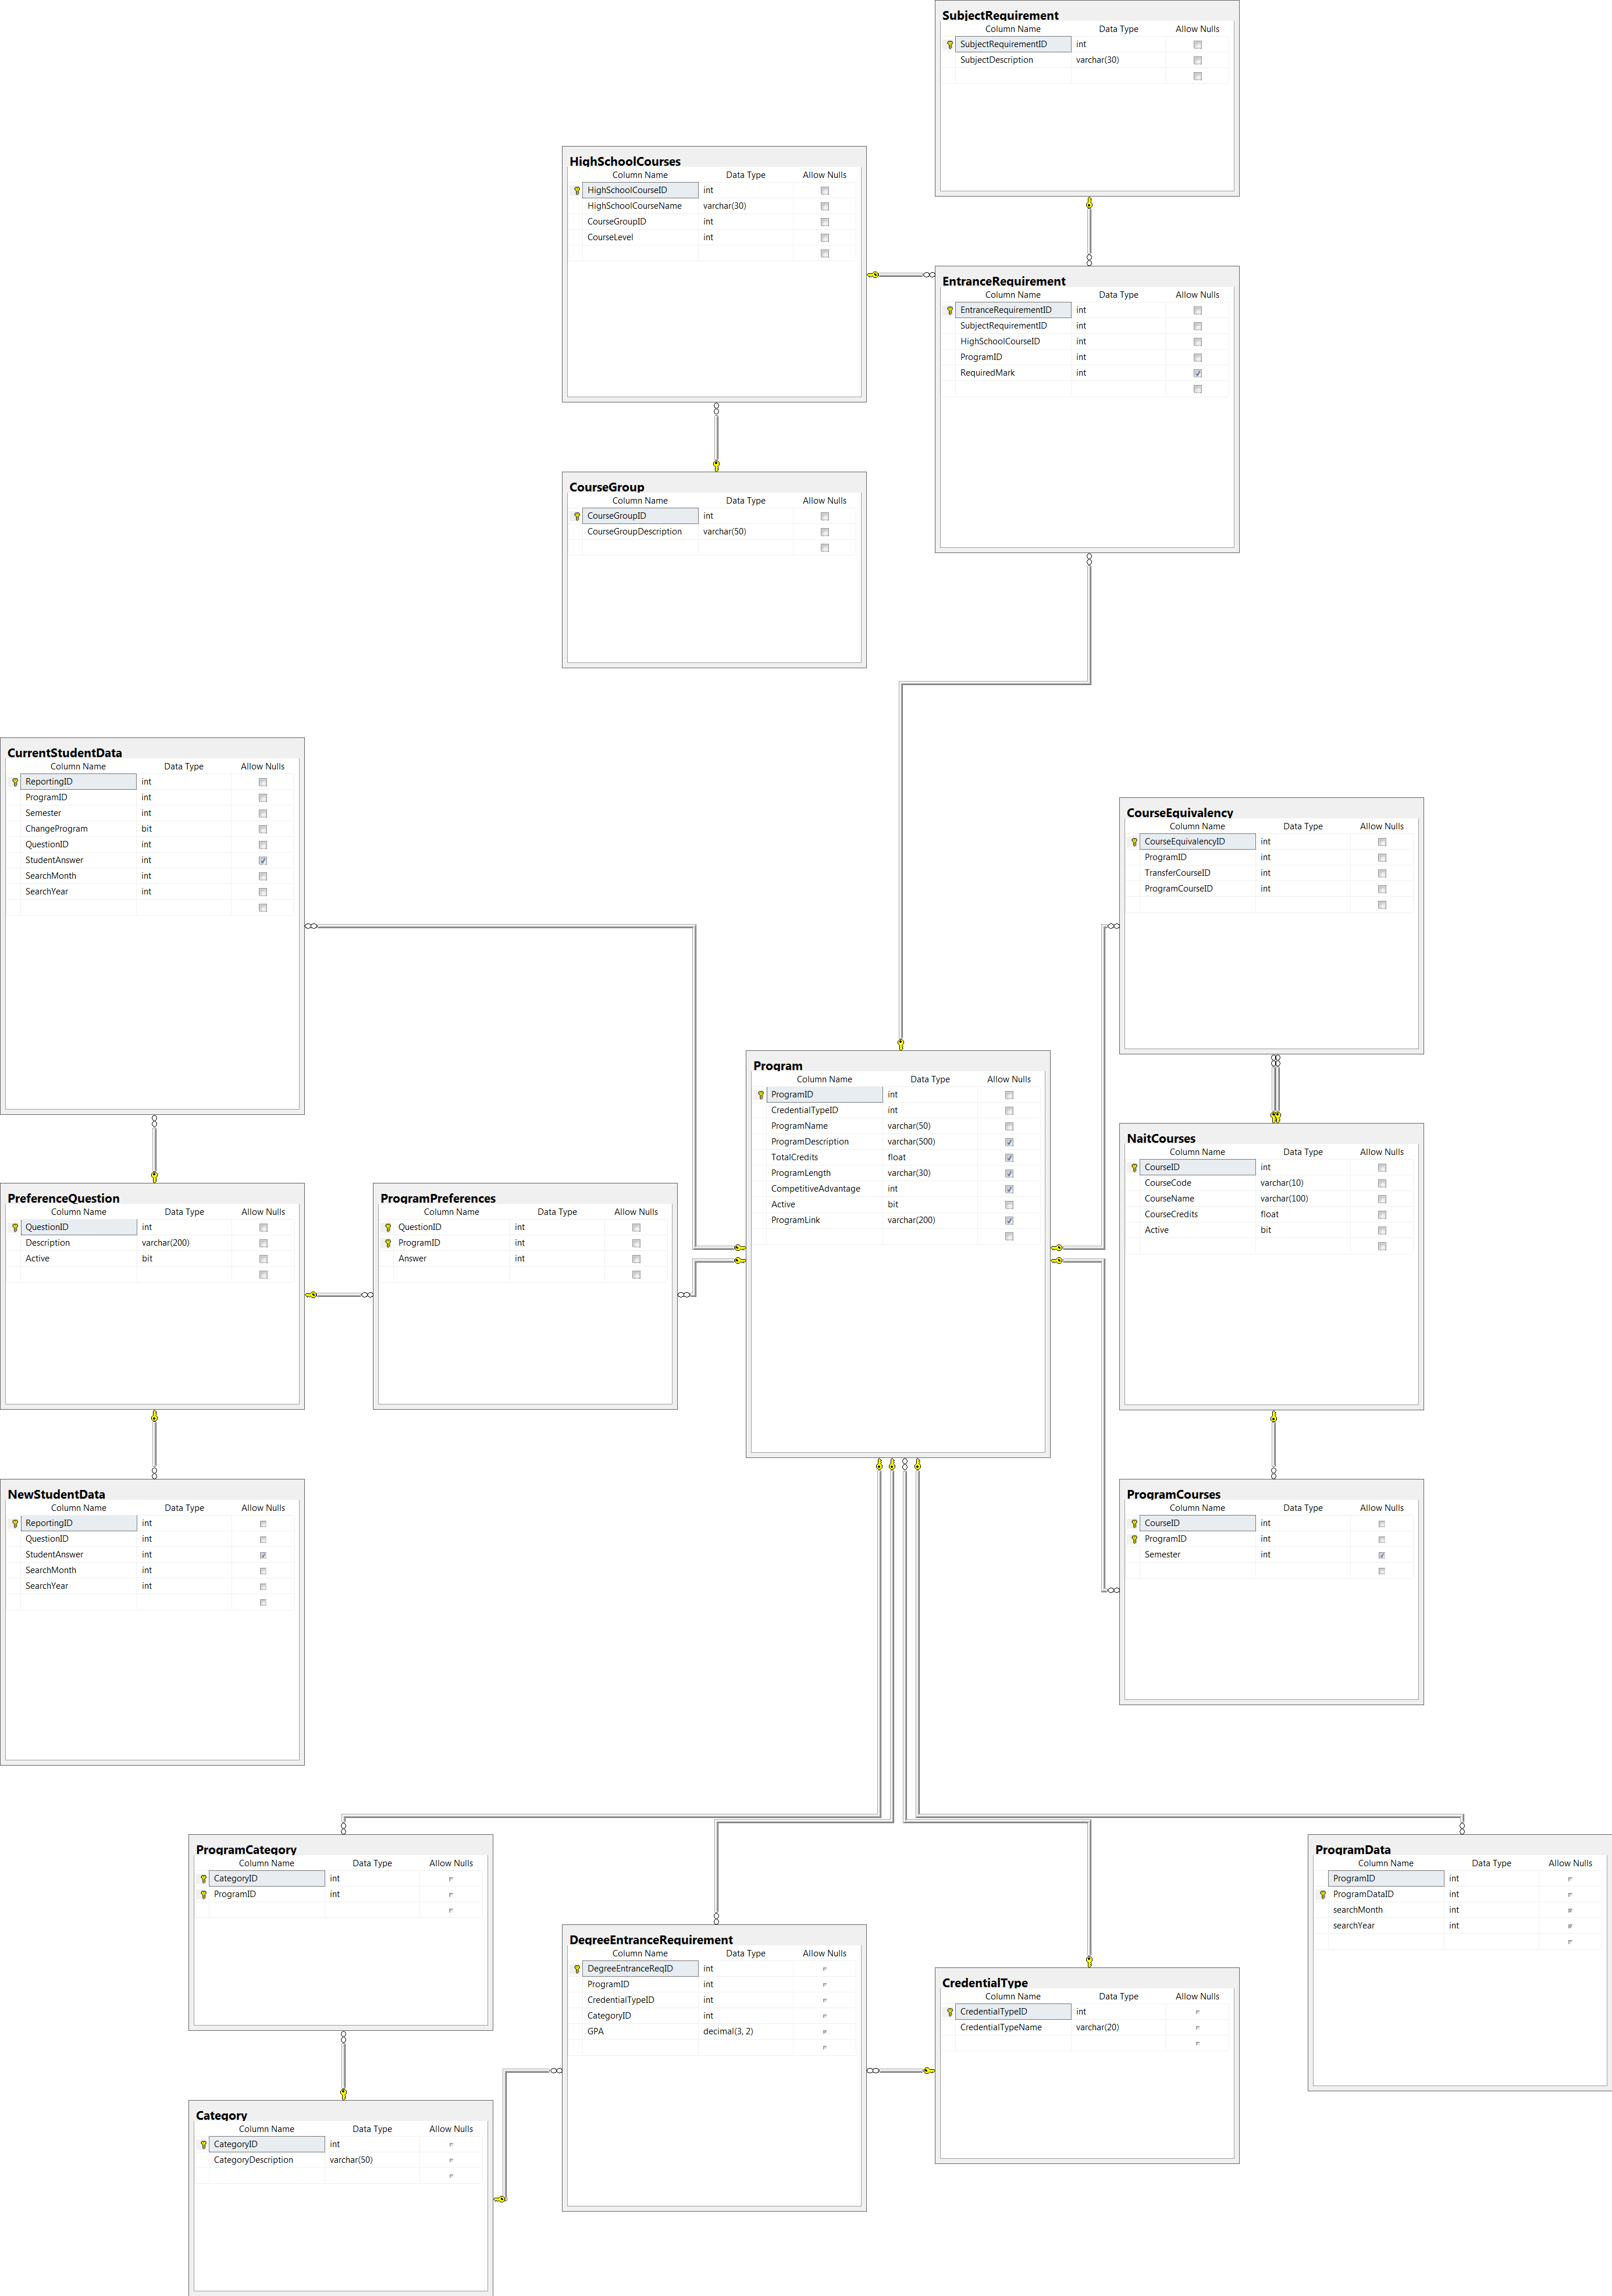 SubjectRequirement
Column Name Data Type Allow Nulls
SubjectRequirementID int
SubjectDescription varchar(30)
HighSchoolCourses
Column Name Data Type Allow Nulls
HighSchoolCourseID int
HighSchoolCourseName varchar(30)
CourseGroupID int
CourseLevel int
EntranceRequirement
Column Name Data Type Allow Nulls
EntranceRequirementID int
SubjectRequirementID int
HighSchoolCourseID int
ProgramID int
RequiredMark int
CourseGroup
Column Name Data Type Allow Nulls
CourseGroupID int
CourseGroupDescription varchar(50)
CurrentStudentData
Column Name Data Type Allow Nulls
ReportingID int
ProgramID int
Semester int
ChangeProgram bit
QuestionID int
StudentAnswer int
SearchMonth int
SearchYear int
CourseEquivalency
Column Name Data Type Allow Nulls
CourseEquivalencyID int
ProgramID int
TransferCourseID int
ProgramCourseID int
Program
Column Name Data Type Allow Nulls
ProgramID int
CredentialTypeID int
ProgramName varchar(50)
ProgramDescription varchar(500)
TotalCredits float
ProgramLength varchar(30)
CompetitiveAdvantage int
Active bit
ProgramLink varchar(200)
NaitCourses
Column Name Data Type Allow Nulls
CourseID int
CourseCode varchar(10)
CourseName varchar(100)
CourseCredits float
Active bit
PreferenceQuestion
Column Name Data Type Allow Nulls
QuestionID int
Description varchar(200)
Active bit
ProgramPreferences
Column Name Data Type Allow Nulls
QuestionID int
ProgramID int
Answer int
NewStudentData
Column Name Data Type Allow Nulls
ReportingID int
QuestionID int
StudentAnswer int
SearchMonth int
SearchYear int
ProgramCourses
Column Name Data Type Allow Nulls
CourseID int
ProgramID int
Semester int
ProgramCategory
Column Name Data Type Allow Nulls
CategoryID int
ProgramID int
ProgramData
Column Name Data Type Allow Nulls
ProgramID int
ProgramDataID int
searchMonth int
searchYear int
DegreeEntranceRequirement
Column Name Data Type Allow Nulls
DegreeEntranceReqID int
ProgramID int
CredentialTypeID int
CategoryID int
GPA decimal(3, 2)
CredentialType
Column Name Data Type Allow Nulls
CredentialTypeID int
CredentialTypeName varchar(20)
Category
Column Name Data Type Allow Nulls
CategoryID int
CategoryDescription varchar(50)